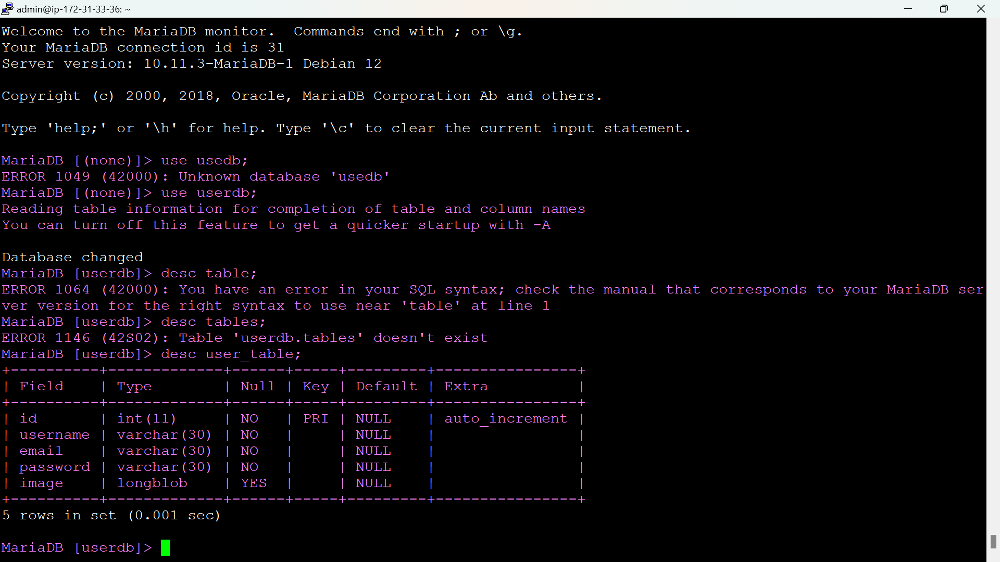 admin@ip-172-31-33-36: ~
Welcome to the MariaDB monitor.  Commands end with ; or \g.
Your MariaDB connection id is 31
Server version: 10.11.3-MariaDB-1 Debian 12
Copyright (c) 2000, 2018, Oracle, MariaDB Corporation Ab and others.
Type 'help;' or '\h' for help. Type '\c' to clear the current input statement.
MariaDB [(none)]> use usedb;
ERROR 1049 (42000): Unknown database 'usedb'
MariaDB [(none)]> use userdb;
Reading table information for completion of table and column names
You can turn off this feature to get a quicker startup with -A
Database changed
MariaDB [userdb]> desc table;
ERROR 1064 (42000): You have an error in your SQL syntax; check the manual that corresponds to your MariaDB ser
ver version for the right syntax to use near 'table' at line 1
MariaDB [userdb]> desc tables;
ERROR 1146 (42S02): Table 'userdb.tables' doesn't exist
MariaDB [userdb]> desc user_table;
+----------+-------------+------+-----+---------+----------------+
| Field    | Type        | Null | Key | Default | Extra          |
+----------+-------------+------+-----+---------+----------------+
| id       | int(11)     | NO   | PRI | NULL    | auto_increment |
| username | varchar(30) | NO   |     | NULL    |                |
| email    | varchar(30) | NO   |     | NULL    |                |
| password | varchar(30) | NO   |     | NULL    |                |
| image    | longblob    | YES  |     | NULL    |                |
+----------+-------------+------+-----+---------+----------------+
5 rows in set (0.001 sec)
MariaDB [userdb]>